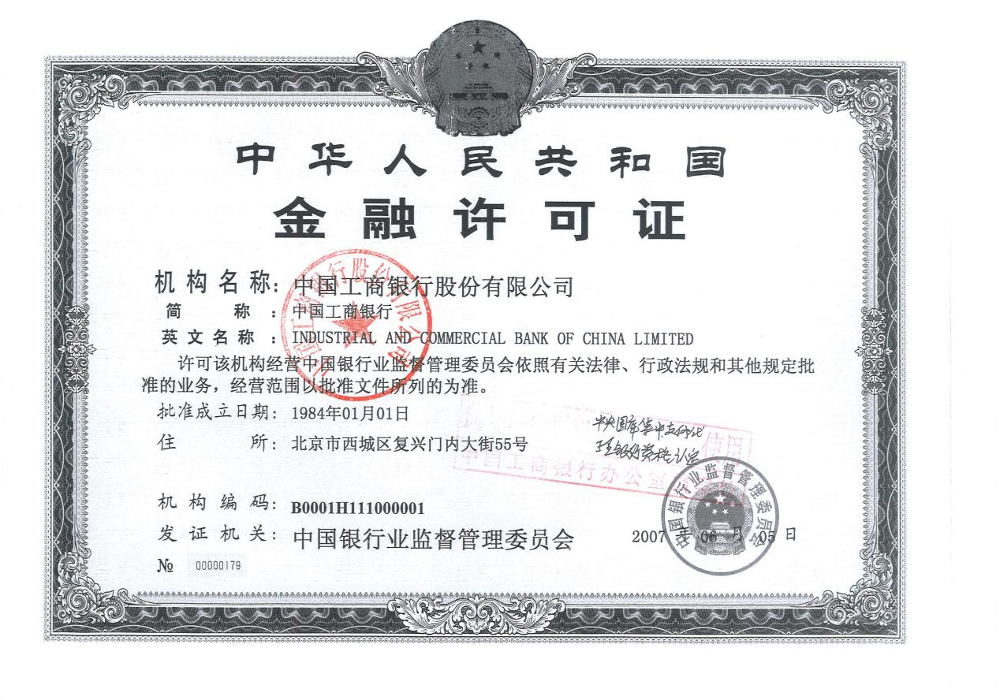 中华人民共和国
金融许可证
机构名称：中国工商银行股份有限公司
简称：中国工商银行
英文名称：INDUSTRIAL AND COMMERCIAL BANK OF CHINA LIMITED
许可该机构经营中国银行业监督管理委员会依照有关法律、行政法规和其他规定批
准的业务，经营范围以批准文件所列的为准。
批准成立日期：1984年01月01日
住所：北京市西城区复兴门内大街55号
机构编码：B0001H111000001
发证机关：中国银行业监督管理委员会
2007年06月05日
№ 00000179
中国工商银行股份有限公司
使用
中国工商银行办公室
中央国库集中支付代
银行资格认定
中国银行业监督管理委员会